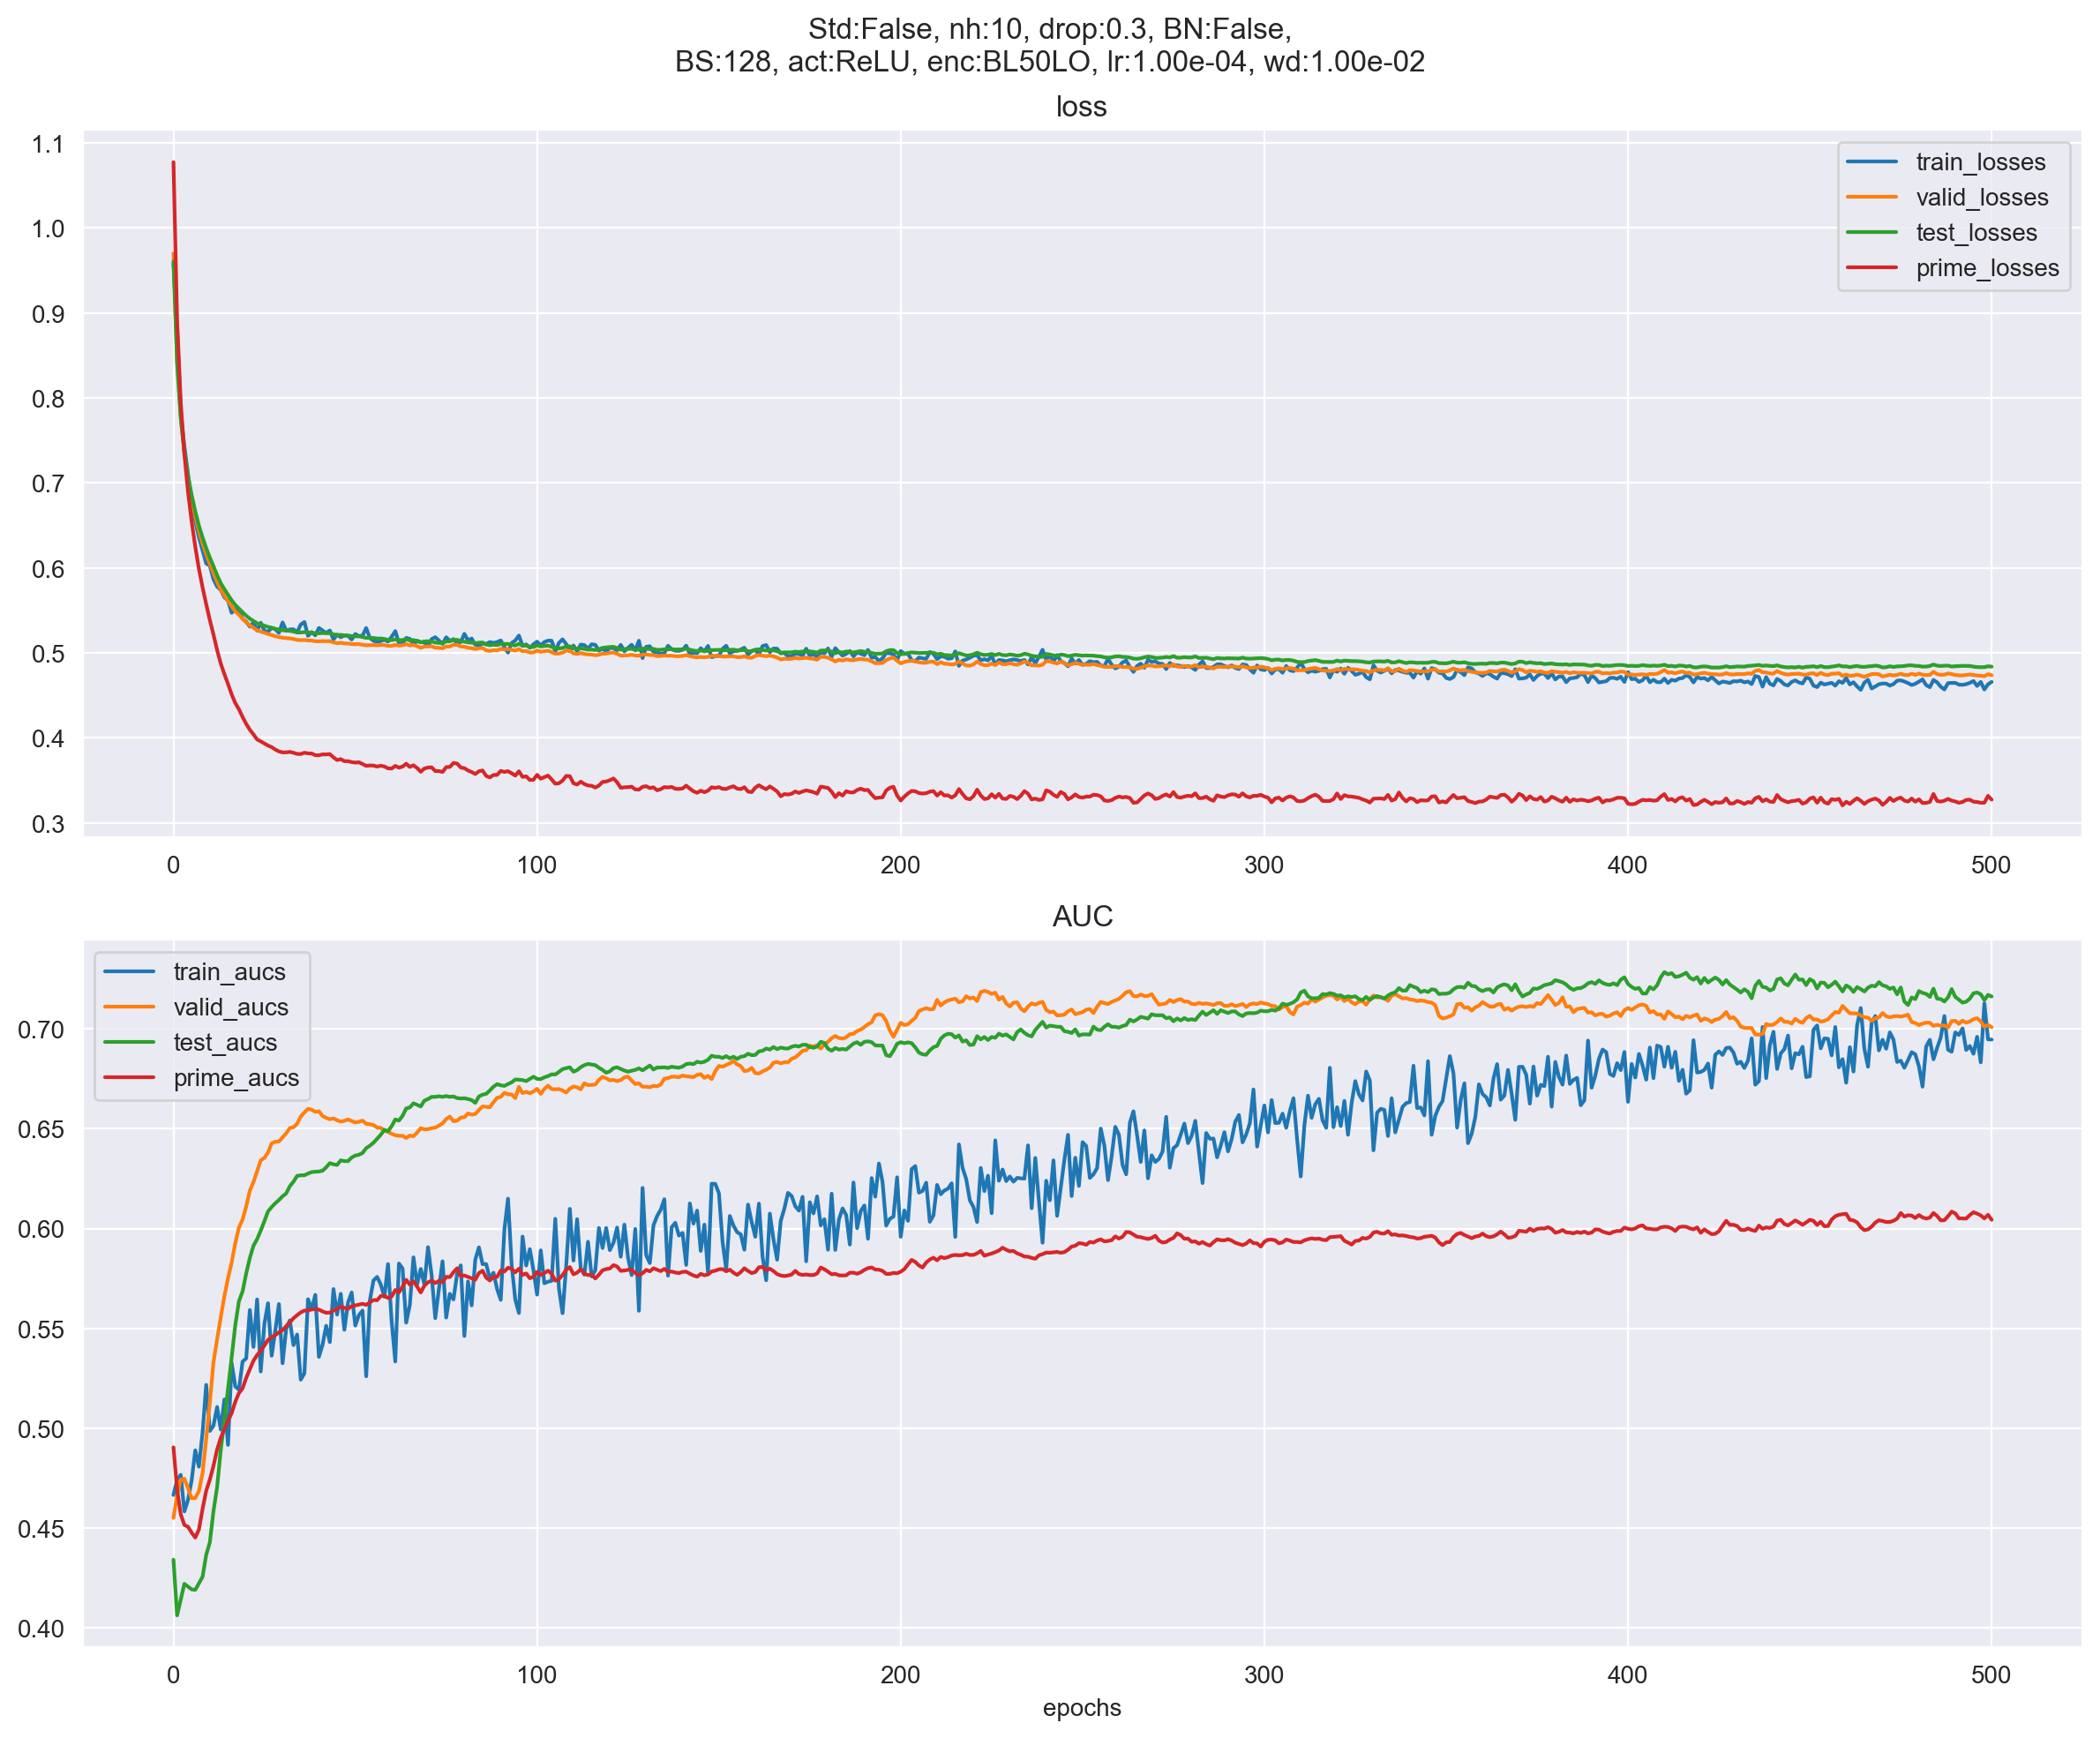 Std:False, nh:10, drop:0.3, BN:False,
BS:128, act:ReLU, enc:BL50LO, lr:1.00e-04, wd:1.00e-02
loss
1.1
1.0
0.9
0.8
0.7
0.6
0.5
0.4
0.3
train_losses
valid_losses
test_losses
prime_losses
0 100 200 300 400 500
AUC
train_aucs
valid_aucs
test_aucs
prime_aucs
0.70
0.65
0.60
0.55
0.50
0.45
0.40
0 100 200 300 400 500
epochs